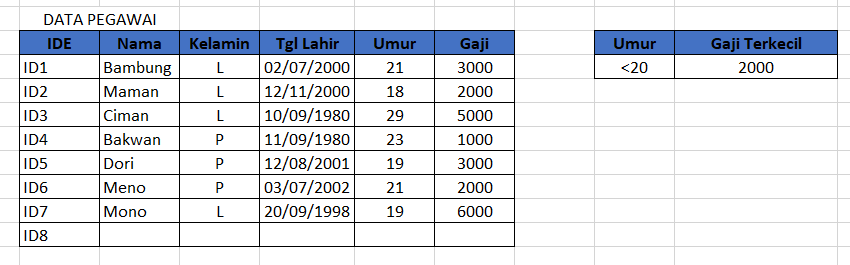 DATA PEGAWAI
IDE Nama Kelamin Tgl Lahir Umur Gaji Umur Gaji Terkecil
ID1 Bambung L 02/07/2000 21 3000 <20 2000
ID2 Maman L 12/11/2000 18 2000
ID3 Ciman L 10/09/1980 29 5000
ID4 Bakwan P 11/09/1980 23 1000
ID5 Dori P 12/08/2001 19 3000
ID6 Meno P 03/07/2002 21 2000
ID7 Mono L 20/09/1998 19 6000
ID8